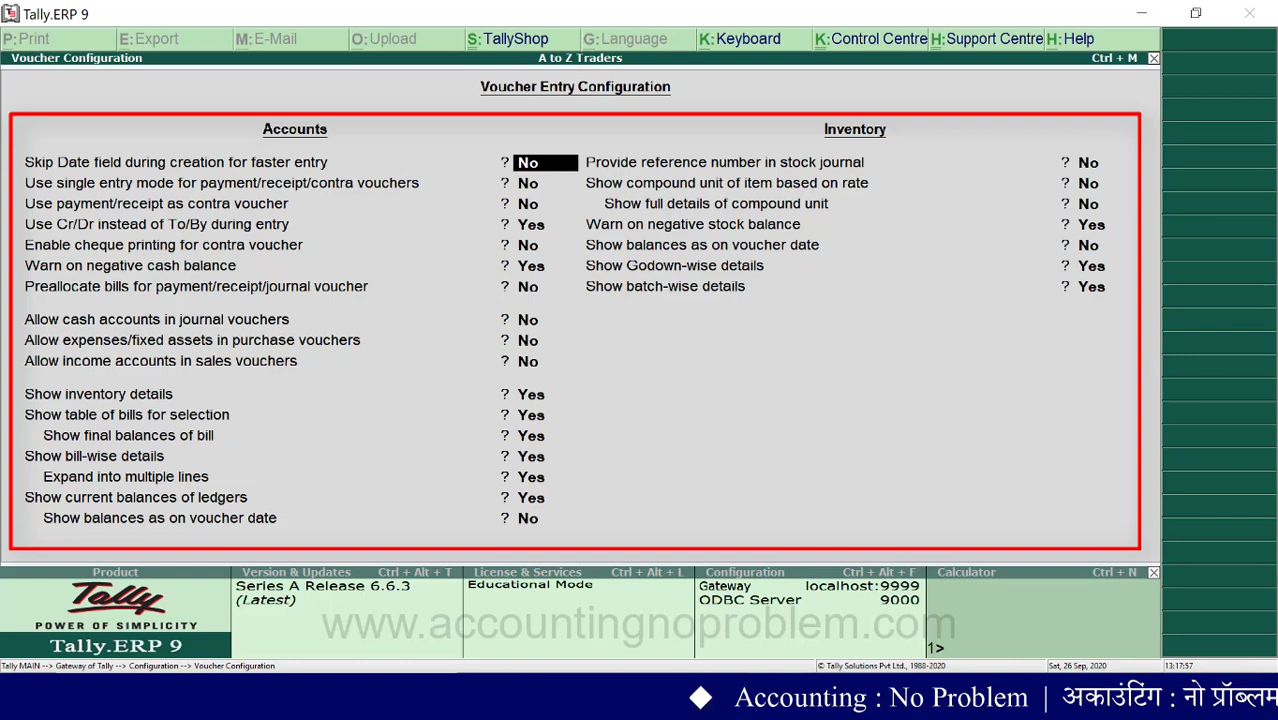 Tally.ERP 9
P:Print E:Export M:E-Mail O:Upload S:TallyShop G:Language K:Keyboard K:Control Centre H:Support Centre H:Help
Voucher Configuration A to Z Traders Ctrl + M
Voucher Entry Configuration
Accounts Inventory
Skip Date field during creation for faster entry ? No Provide reference number in stock journal ? No
Use single entry mode for payment/receipt/contra vouchers ? No Show compound unit of item based on rate ? No
Use payment/receipt as contra voucher ? No Show full details of compound unit ? No
Use Cr/Dr instead of To/By during entry ? Yes Warn on negative stock balance ? Yes
Enable cheque printing for contra voucher ? No Show balances as on voucher date ? No
Warn on negative cash balance ? Yes Show Godown-wise details ? Yes
Preallocate bills for payment/receipt/journal voucher ? No Show batch-wise details ? Yes
Allow cash accounts in journal vouchers ? No
Allow expenses/fixed assets in purchase vouchers ? No
Allow income accounts in sales vouchers ? No
Show inventory details ? Yes
Show table of bills for selection ? Yes
Show final balances of bill ? Yes
Show bill-wise details ? Yes
Expand into multiple lines ? Yes
Show current balances of ledgers ? Yes
Show balances as on voucher date ? No
Product Version & Updates Ctrl + Alt + T License & Services Ctrl + Alt + L Configuration Ctrl + Alt + F Calculator Ctrl + N
Tally Series A Release 6.6.3 Educational Mode Gateway localhost:9999
(Latest) ODBC Server 9000
POWER OF SIMPLICITY www.accountingnoproblem.com
Tally.ERP 9 1>
Tally MAIN --> Gateway of Tally --> Configuration --> Voucher Configuration © Tally Solutions Pvt Ltd., 1988-2020 Sat, 26 Sep, 2020 13:17:57
◆ Accounting : No Problem | अकाउंटिंग : नो प्रॉब्लम